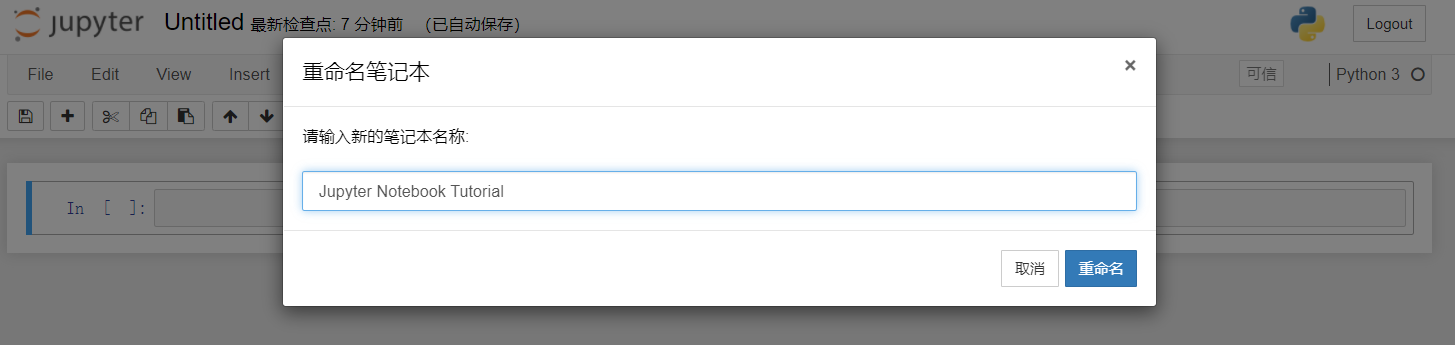 jupyter Untitled 最新检查点: 7 分钟前 (已自动保存) Logout
File Edit View Insert 可信 Python 3
重命名笔记本 ×
请输入新的笔记本名称:
Jupyter Notebook Tutorial
In [ ]:
取消 重命名